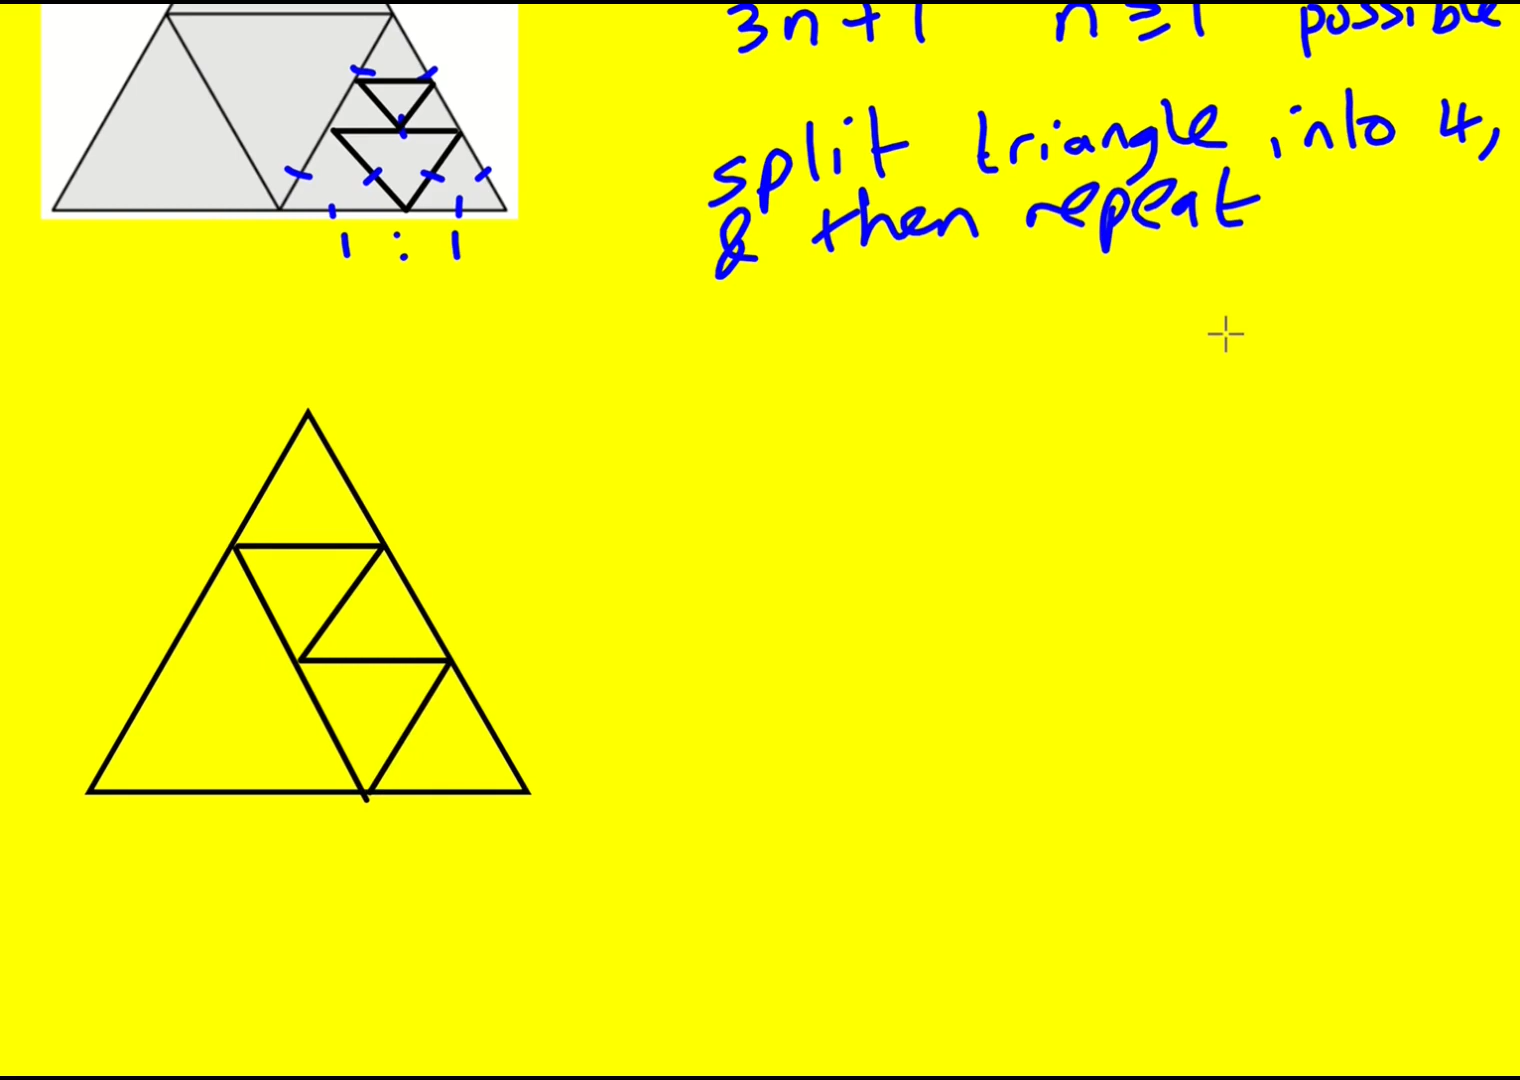 3n+1 n≥1 possible
split triangle into 4,
& then repeat
1 : 1